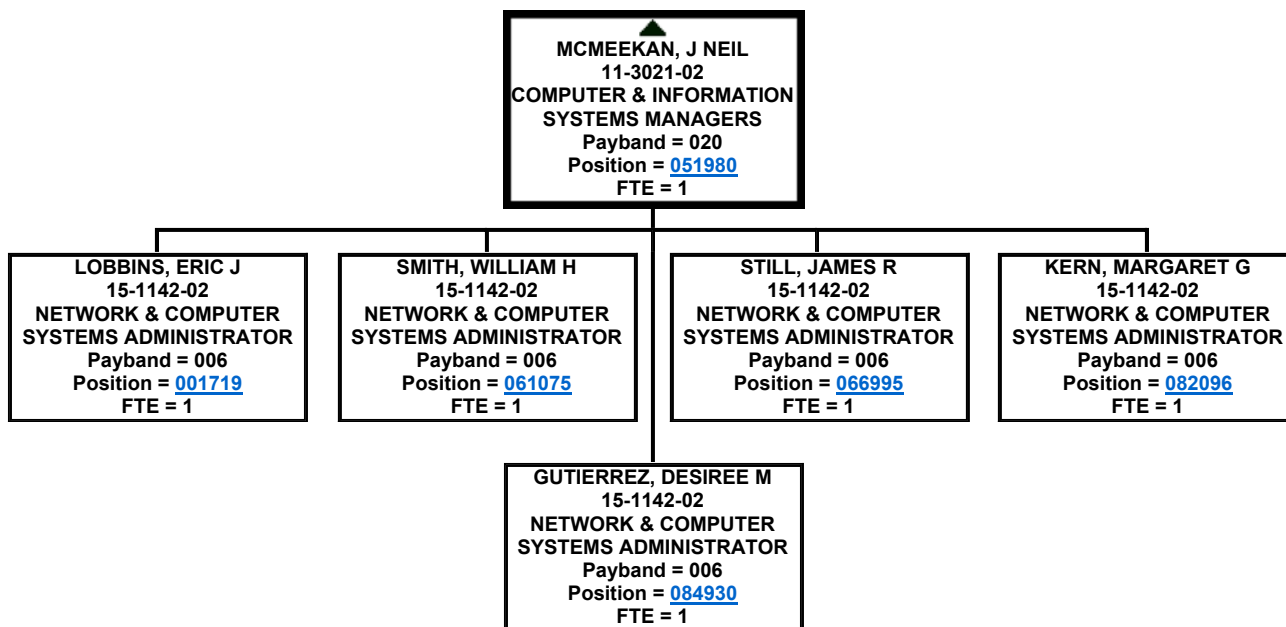 MCMEEKAN, J NEIL
11-3021-02
COMPUTER & INFORMATION
SYSTEMS MANAGERS
Payband = 020
Position = 051980
FTE = 1
LOBBINS, ERIC J
15-1142-02
NETWORK & COMPUTER
SYSTEMS ADMINISTRATOR
Payband = 006
Position = 001719
FTE = 1
SMITH, WILLIAM H
15-1142-02
NETWORK & COMPUTER
SYSTEMS ADMINISTRATOR
Payband = 006
Position = 061075
FTE = 1
STILL, JAMES R
15-1142-02
NETWORK & COMPUTER
SYSTEMS ADMINISTRATOR
Payband = 006
Position = 066995
FTE = 1
KERN, MARGARET G
15-1142-02
NETWORK & COMPUTER
SYSTEMS ADMINISTRATOR
Payband = 006
Position = 082096
FTE = 1
GUTIERREZ, DESIREE M
15-1142-02
NETWORK & COMPUTER
SYSTEMS ADMINISTRATOR
Payband = 006
Position = 084930
FTE = 1